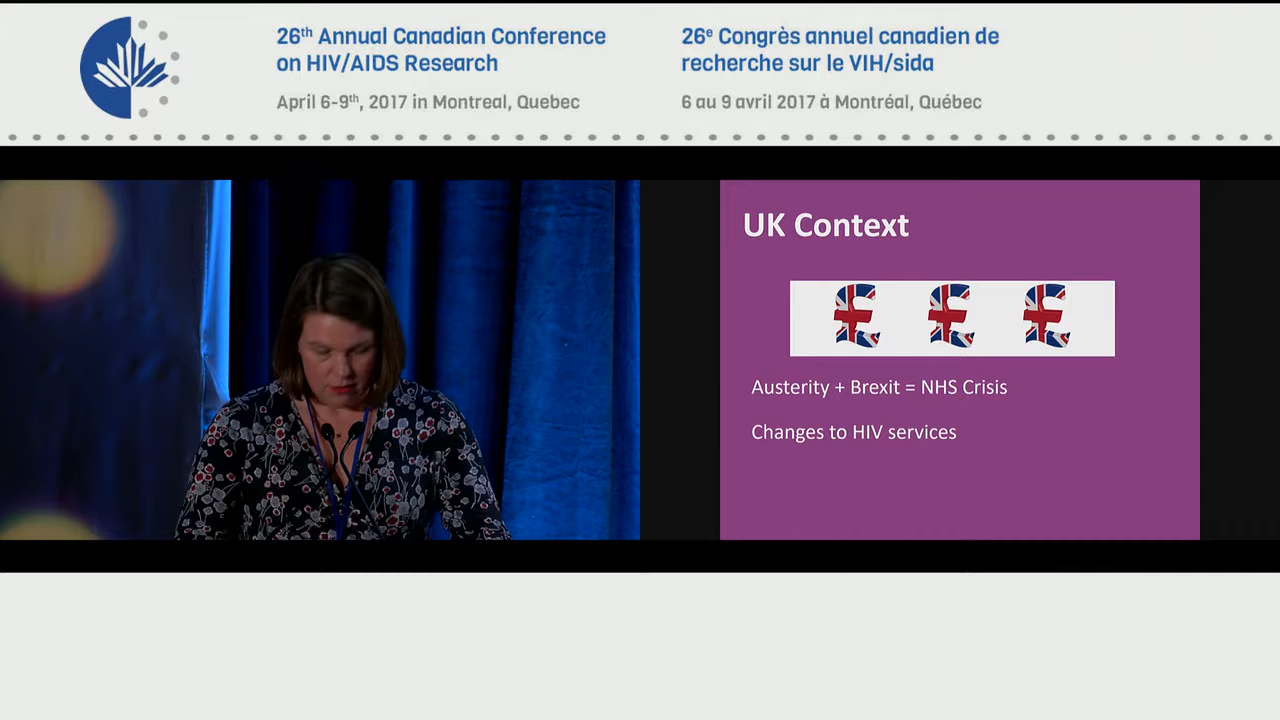 26th Annual Canadian Conference
on HIV/AIDS Research
April 6-9th, 2017 in Montreal, Quebec
26e Congrès annuel canadien de
recherche sur le VIH/sida
6 au 9 avril 2017 à Montréal, Québec
UK Context
£ £ £
Austerity + Brexit = NHS Crisis
Changes to HIV services